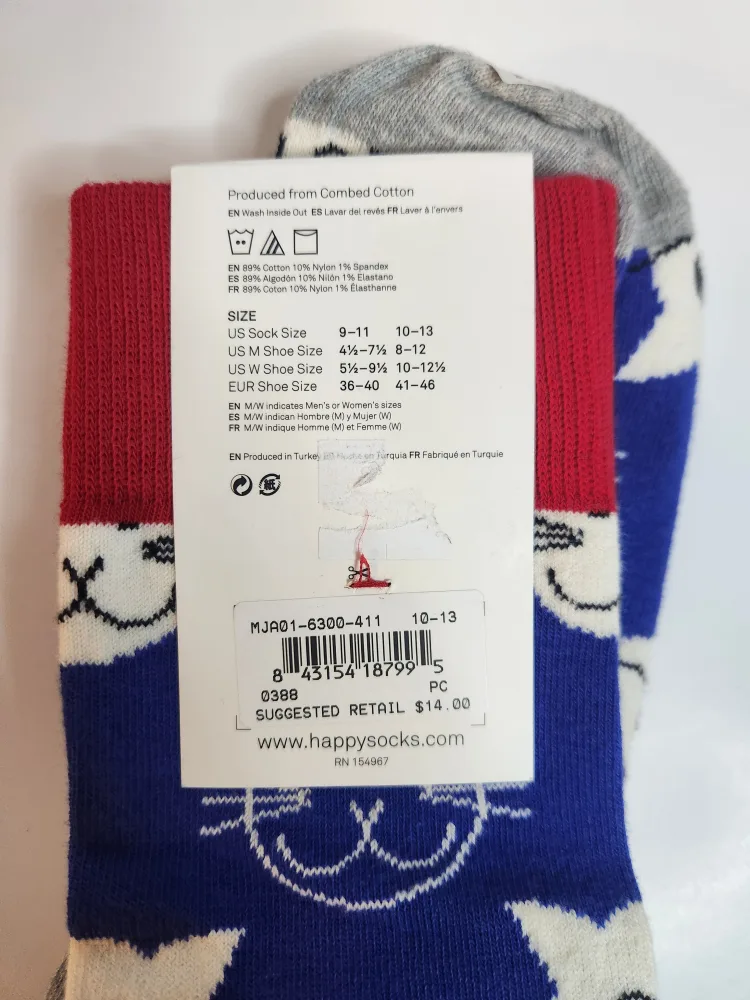 Produced from Combed Cotton
EN Wash Inside Out ES Lavar del revés FR Laver à l'envers
EN 89% Cotton 10% Nylon 1% Spandex
ES 89% Algodón 10% Nilón 1% Elastano
FR 89% Coton 10% Nylon 1% Élasthanne
SIZE
US Sock Size 9–11 10–13
US M Shoe Size 4½–7½ 8–12
US W Shoe Size 5½–9½ 10–12½
EUR Shoe Size 36–40 41–46
EN M/W indicates Men's or Women's sizes
ES M/W indican Hombre (M) y Mujer (W)
FR M/W indique Homme (M) et Femme (W)
EN Produced in Turkey ES Hecho en Turquia FR Fabriqué en Turquie
紙
MJA01-6300-411 10-13
8 43154 18799 5
0388 PC
SUGGESTED RETAIL $14.00
www.happysocks.com
RN 154967